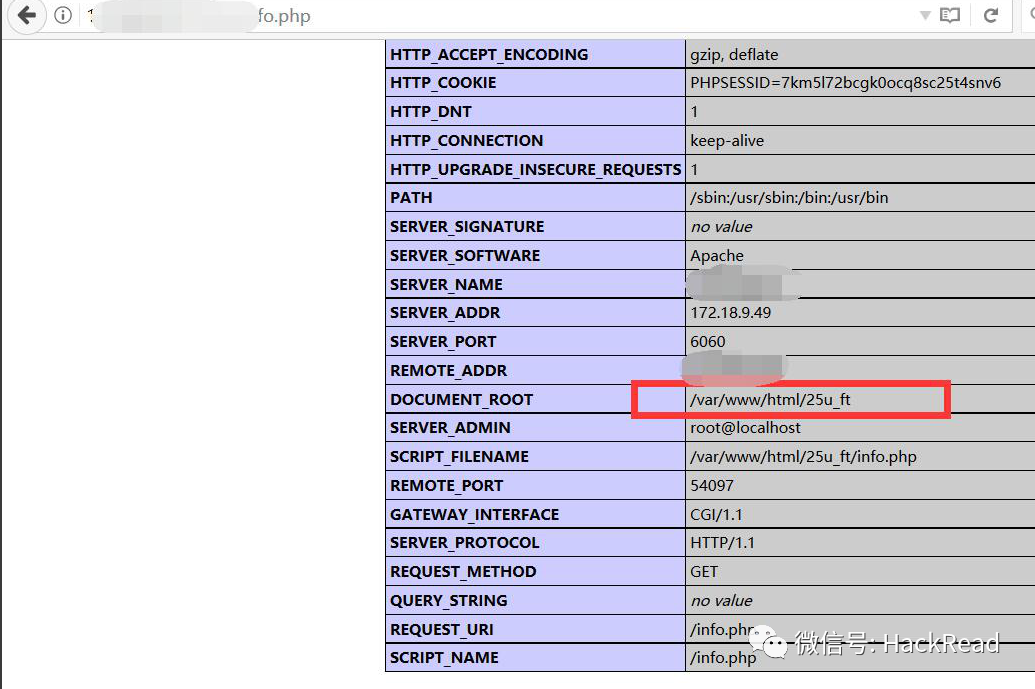 fo.php
HTTP_ACCEPT_ENCODING gzip, deflate
HTTP_COOKIE PHPSESSID=7km5l72bcgk0ocq8sc25t4snv6
HTTP_DNT 1
HTTP_CONNECTION keep-alive
HTTP_UPGRADE_INSECURE_REQUESTS 1
PATH /sbin:/usr/sbin:/bin:/usr/bin
SERVER_SIGNATURE no value
SERVER_SOFTWARE Apache
SERVER_NAME
SERVER_ADDR 172.18.9.49
SERVER_PORT 6060
REMOTE_ADDR
DOCUMENT_ROOT /var/www/html/25u_ft
SERVER_ADMIN root@localhost
SCRIPT_FILENAME /var/www/html/25u_ft/info.php
REMOTE_PORT 54097
GATEWAY_INTERFACE CGI/1.1
SERVER_PROTOCOL HTTP/1.1
REQUEST_METHOD GET
QUERY_STRING no value
REQUEST_URI /info.php
微信号: HackRead
SCRIPT_NAME /info.php